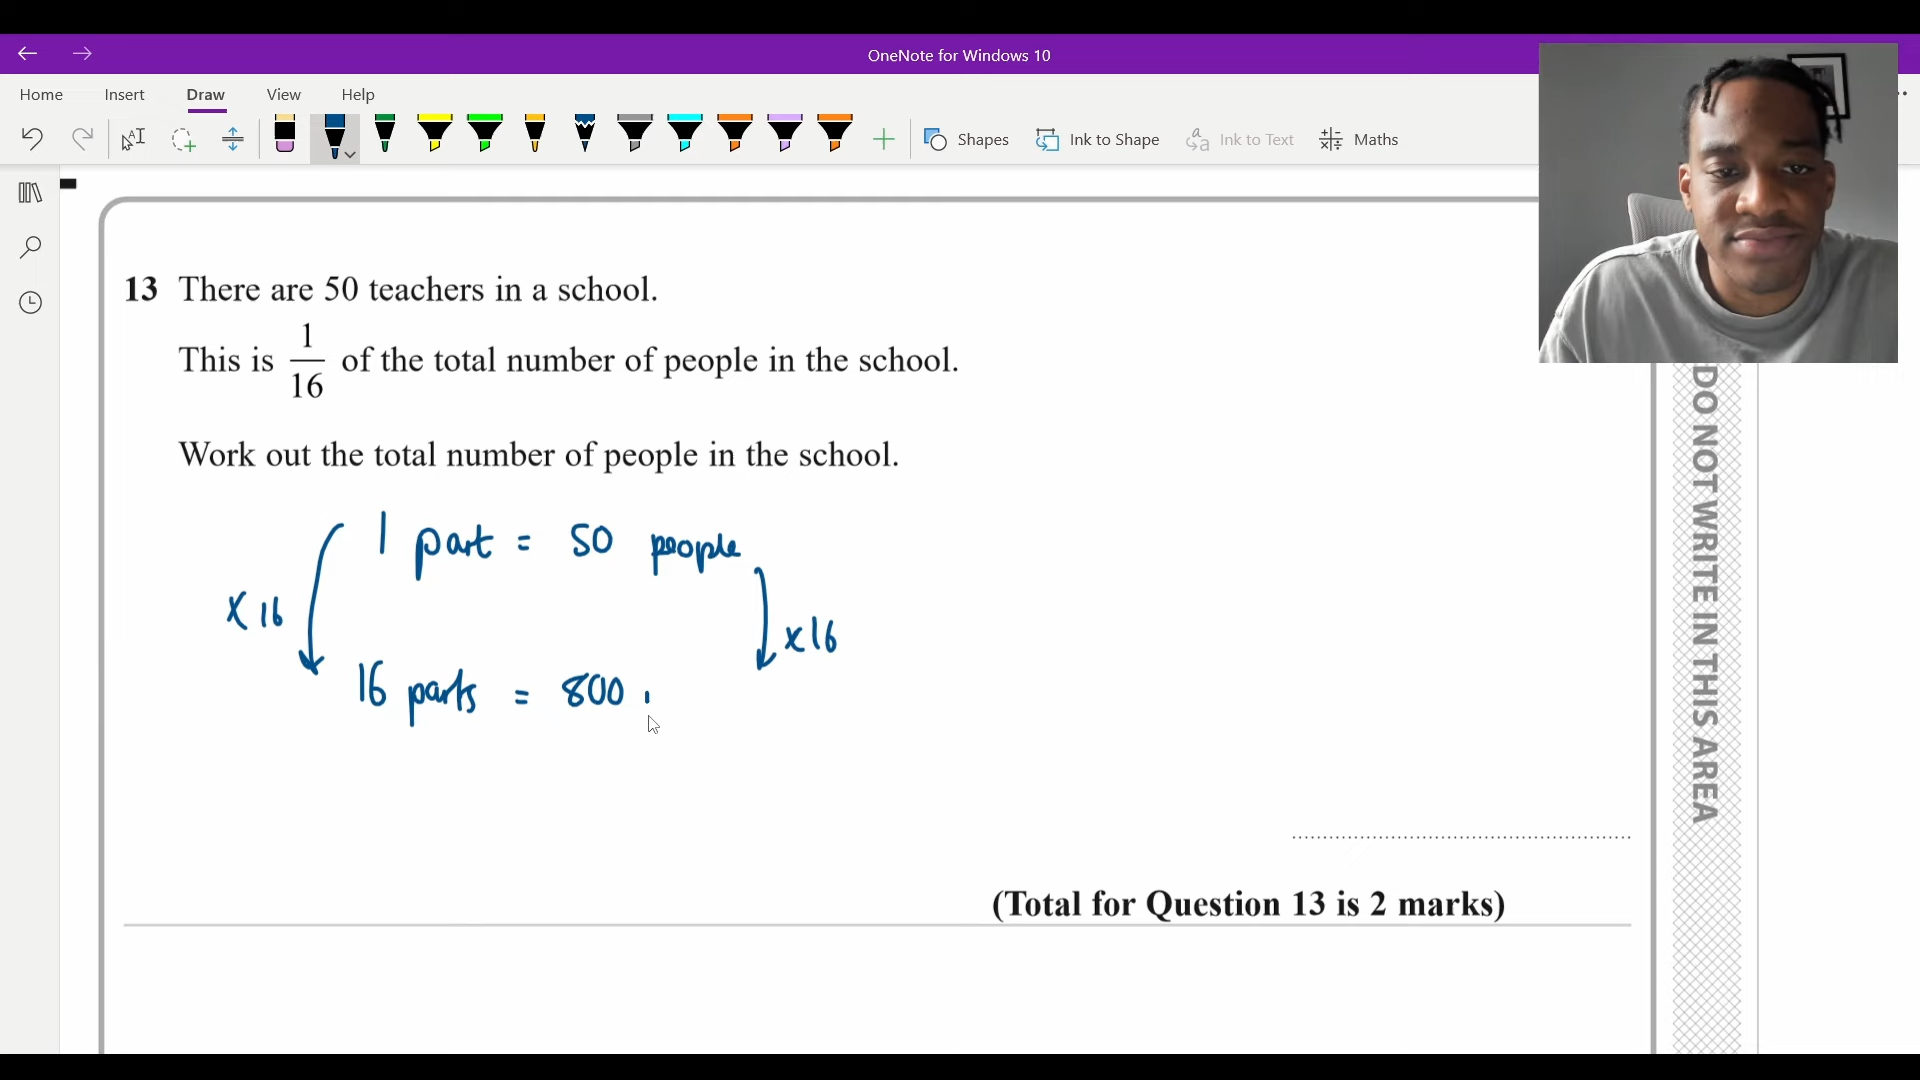 OneNote for Windows 10
Home Insert Draw View Help
Shapes Ink to Shape Ink to Text Maths
13 There are 50 teachers in a school.
This is 1/16 of the total number of people in the school.
Work out the total number of people in the school.
1 part = 50 people
x 16
x16
16 parts = 800
(Total for Question 13 is 2 marks)
DO NOT WRITE IN THIS AREA